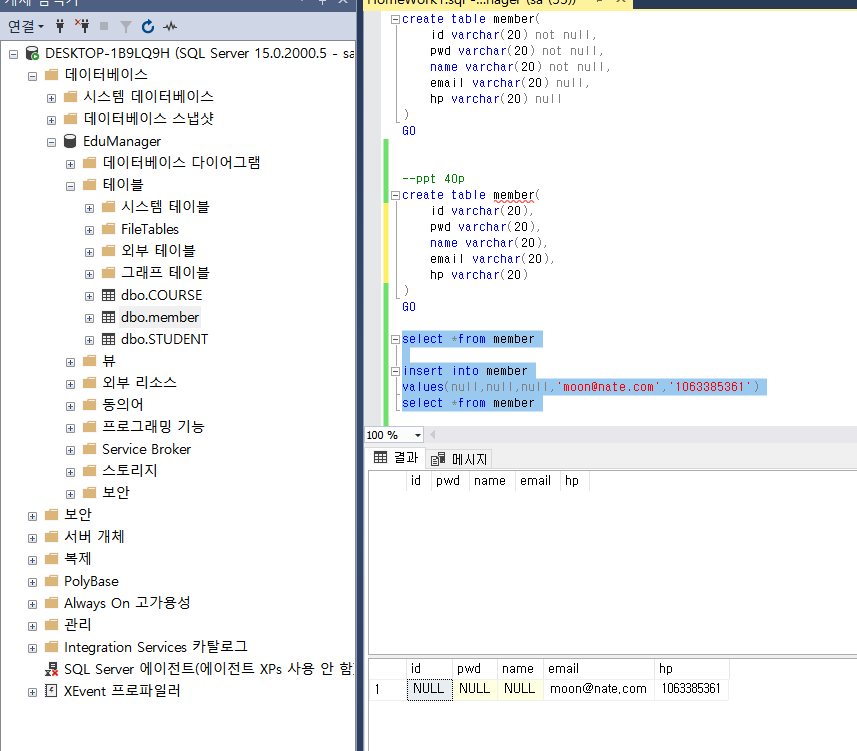 연결
DESKTOP-1B9LQ9H (SQL Server 15.0.2000.5 - sa
데이터베이스
시스템 데이터베이스
데이터베이스 스냅샷
EduManager
데이터베이스 다이어그램
테이블
시스템 테이블
FileTables
외부 테이블
그래프 테이블
dbo.COURSE
dbo.member
dbo.STUDENT
뷰
외부 리소스
동의어
프로그래밍 기능
Service Broker
스토리지
보안
보안
서버 개체
복제
PolyBase
Always On 고가용성
관리
Integration Services 카탈로그
SQL Server 에이전트(에이전트 XPs 사용 안 함)
XEvent 프로파일러
create table member(
id varchar(20) not null,
pwd varchar(20) not null,
name varchar(20) not null,
email varchar(20) null,
hp varchar(20) null
)
GO
--ppt 40p
create table member(
id varchar(20),
pwd varchar(20),
name varchar(20),
email varchar(20),
hp varchar(20)
)
GO
select *from member
insert into member
values(null,null,null,'moon@nate.com','1063385361')
select *from member
100 %
결과 메시지
id pwd name email hp
id pwd name email hp
1 NULL NULL NULL moon@nate.com 1063385361